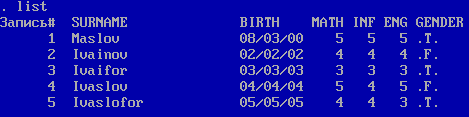 . list
Запись#  SURNAME              BIRTH     MATH INF ENG GENDER
      1  Maslov               08/03/00     5   5   5 .T.
      2  Ivainov              02/02/02     4   4   4 .F.
      3  Ivaifor              03/03/03     3   3   3 .T.
      4  Ivaslov              04/04/04     5   4   5 .F.
      5  Ivaslofor            05/05/05     4   4   3 .T.